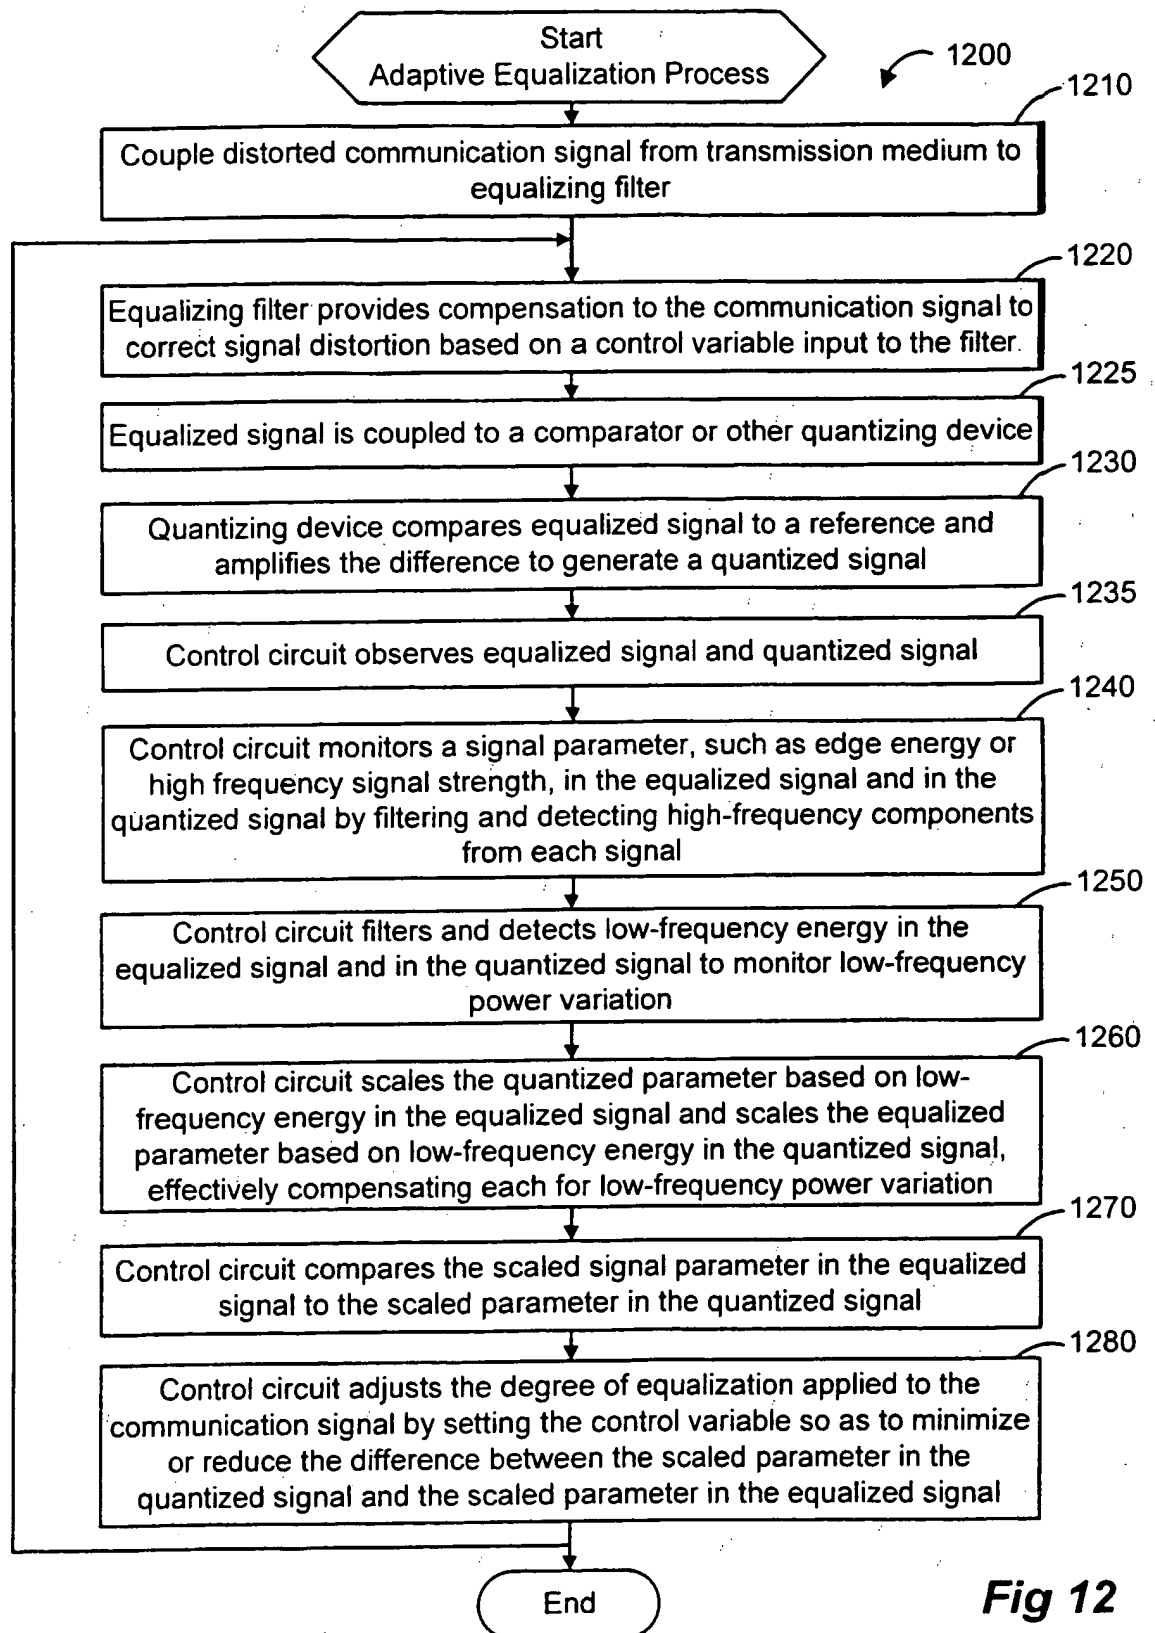 Start
Adaptive Equalization Process
1200
1210
Couple distorted communication signal from transmission medium to
equalizing filter
1220
Equalizing filter provides compensation to the communication signal to
correct signal distortion based on a control variable input to the filter.
1225
Equalized signal is coupled to a comparator or other quantizing device
1230
Quantizing device compares equalized signal to a reference and
amplifies the difference to generate a quantized signal
1235
Control circuit observes equalized signal and quantized signal
1240
Control circuit monitors a signal parameter, such as edge energy or
high frequency signal strength, in the equalized signal and in the
quantized signal by filtering and detecting high-frequency components
from each signal
1250
Control circuit filters and detects low-frequency energy in the
equalized signal and in the quantized signal to monitor low-frequency
power variation
1260
Control circuit scales the quantized parameter based on low-
frequency energy in the equalized signal and scales the equalized
parameter based on low-frequency energy in the quantized signal,
effectively compensating each for low-frequency power variation
1270
Control circuit compares the scaled signal parameter in the equalized
signal to the scaled parameter in the quantized signal
1280
Control circuit adjusts the degree of equalization applied to the
communication signal by setting the control variable so as to minimize
or reduce the difference between the scaled parameter in the
quantized signal and the scaled parameter in the equalized signal
End
Fig 12